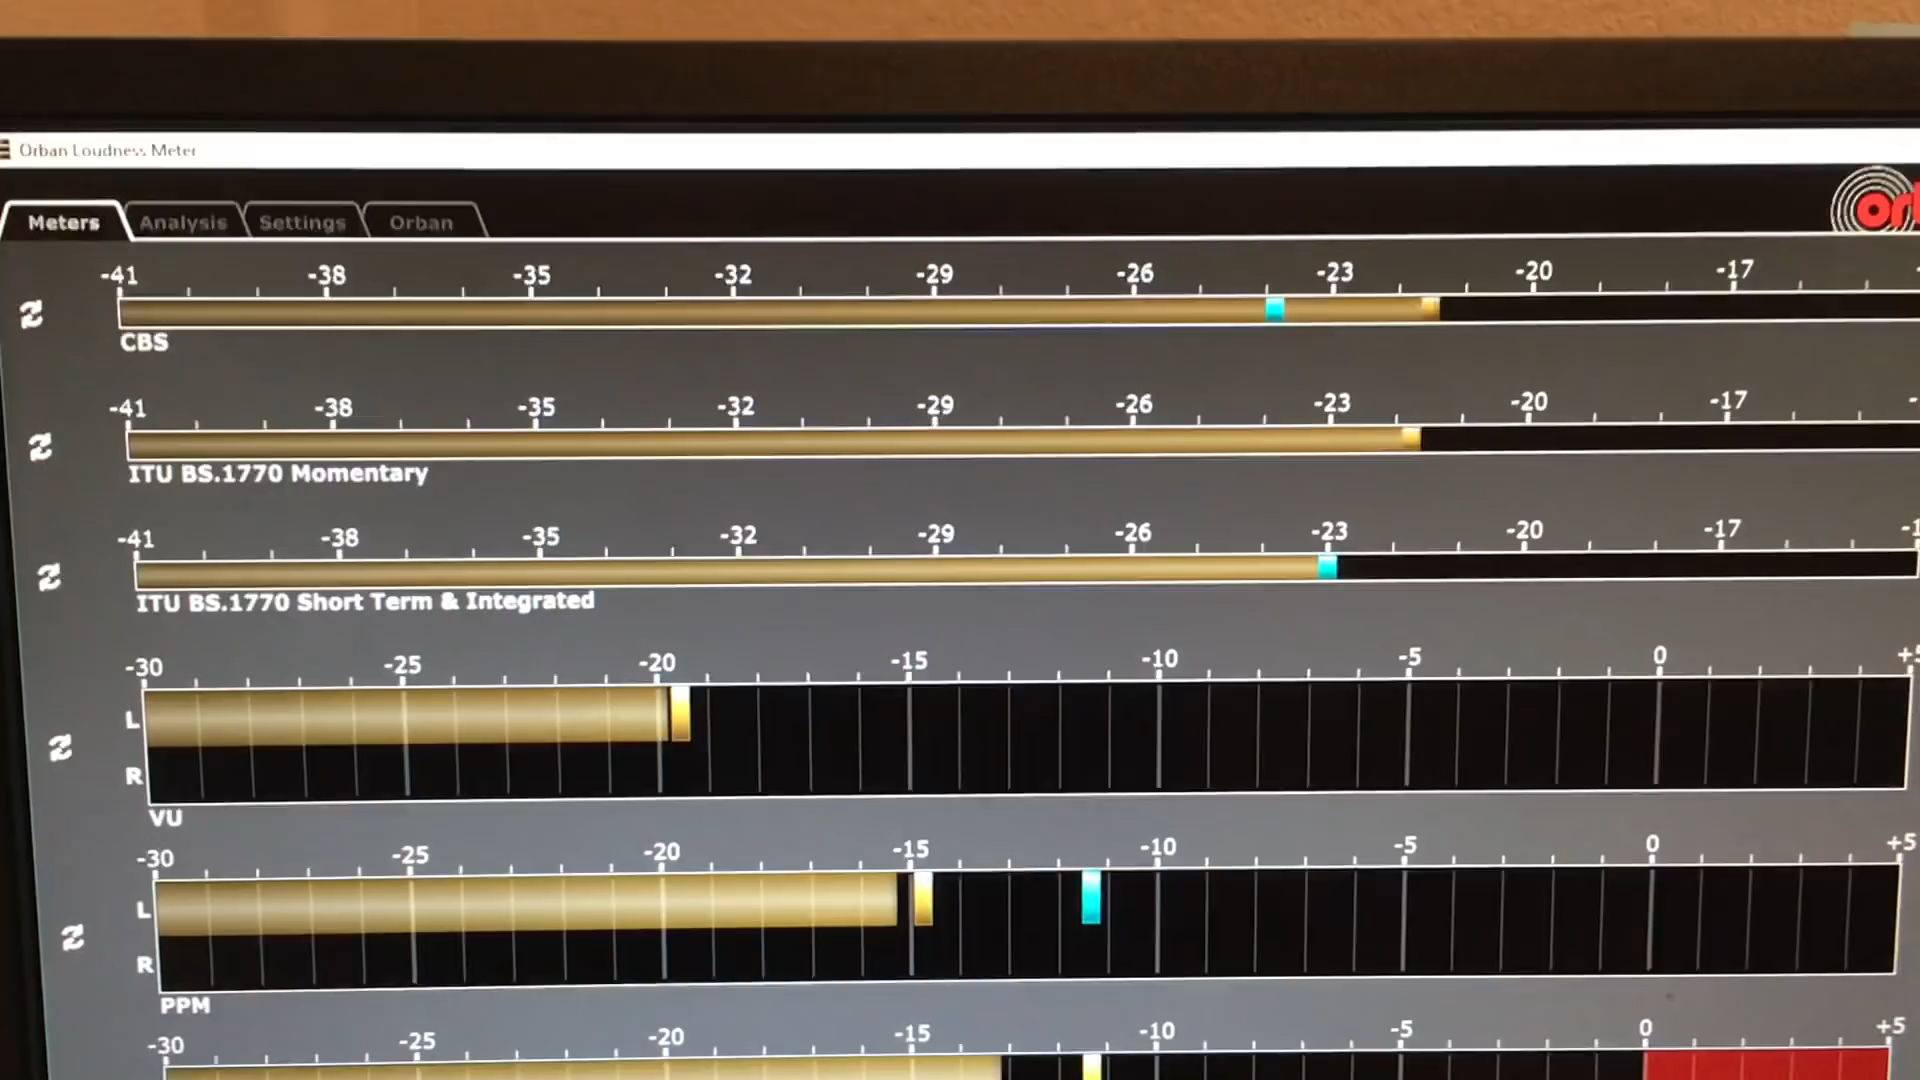 Orban Loudness Meter
Meters Analysis Settings Orban
-41 -38 -35 -32 -29 -26 -23 -20 -17
CBS
-41 -38 -35 -32 -29 -26 -23 -20 -17
ITU BS.1770 Momentary
-41 -38 -35 -32 -29 -26 -23 -20 -17
ITU BS.1770 Short Term & Integrated
-30 -25 -20 -15 -10 -5 0 +5
L
R
VU
-30 -25 -20 -15 -10 -5 0 +5
L
R
PPM
-30 -25 -20 -15 -10 -5 0 +5